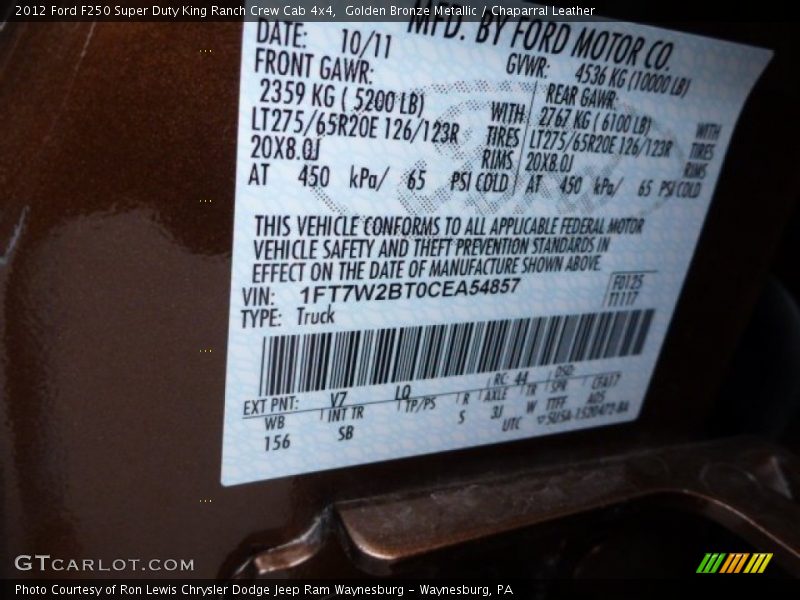 2012 Ford F250 Super Duty King Ranch Crew Cab 4x4, Golden Bronze Metallic / Chaparral Leather
MFD. BY FORD MOTOR CO.
DATE: 10/11 GVWR: 4536 KG (10000 LB)
FRONT GAWR: REAR GAWR:
2359 KG ( 5200 LB) WITH 2767 KG ( 6100 LB) WITH
LT275/65R20E 126/123R TIRES LT275/65R20E 126/123R TIRES
20X8.0J RIMS 20X8.0J RIMS
AT 450 kPa/ 65 PSI COLD AT 450 kPa/ 65 PSI COLD
THIS VEHICLE CONFORMS TO ALL APPLICABLE FEDERAL MOTOR
VEHICLE SAFETY AND THEFT PREVENTION STANDARDS IN
EFFECT ON THE DATE OF MANUFACTURE SHOWN ABOVE.
VIN: 1FT7W2BT0CEA54857 F0125
TYPE: Truck T1117
EXT PNT: V7 LQ RC: 44 DSO:
WB INT TR TP/PS R AXLE TR SPR
156 SB S 3J W TTFF A05
UTC
GTCARLOT.COM
Photo Courtesy of Ron Lewis Chrysler Dodge Jeep Ram Waynesburg – Waynesburg, PA